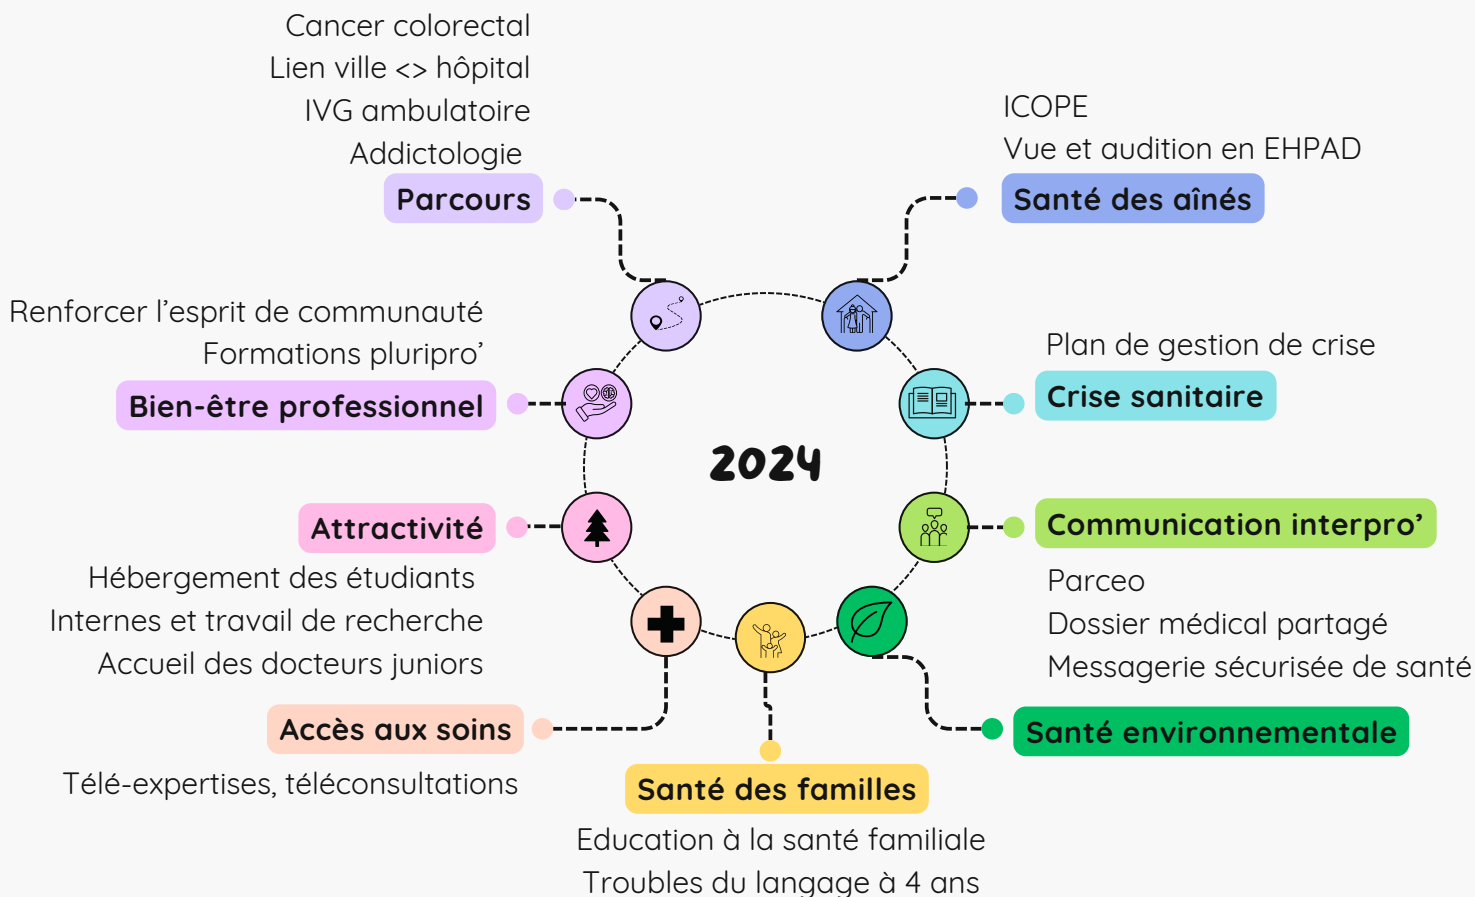 Cancer colorectal
Lien ville <> hôpital
IVG ambulatoire
Addictologie
Parcours
ICOPE
Vue et audition en EHPAD
Santé des aînés
Renforcer l’esprit de communauté
Formations pluripro’
Bien-être professionnel
Plan de gestion de crise
Crise sanitaire
2024
Attractivité
Hébergement des étudiants
Internes et travail de recherche
Accueil des docteurs juniors
Communication interpro’
Parceo
Dossier médical partagé
Messagerie sécurisée de santé
Accès aux soins
Télé-expertises, téléconsultations
Santé des familles
Education à la santé familiale
Troubles du langage à 4 ans
Santé environnementale